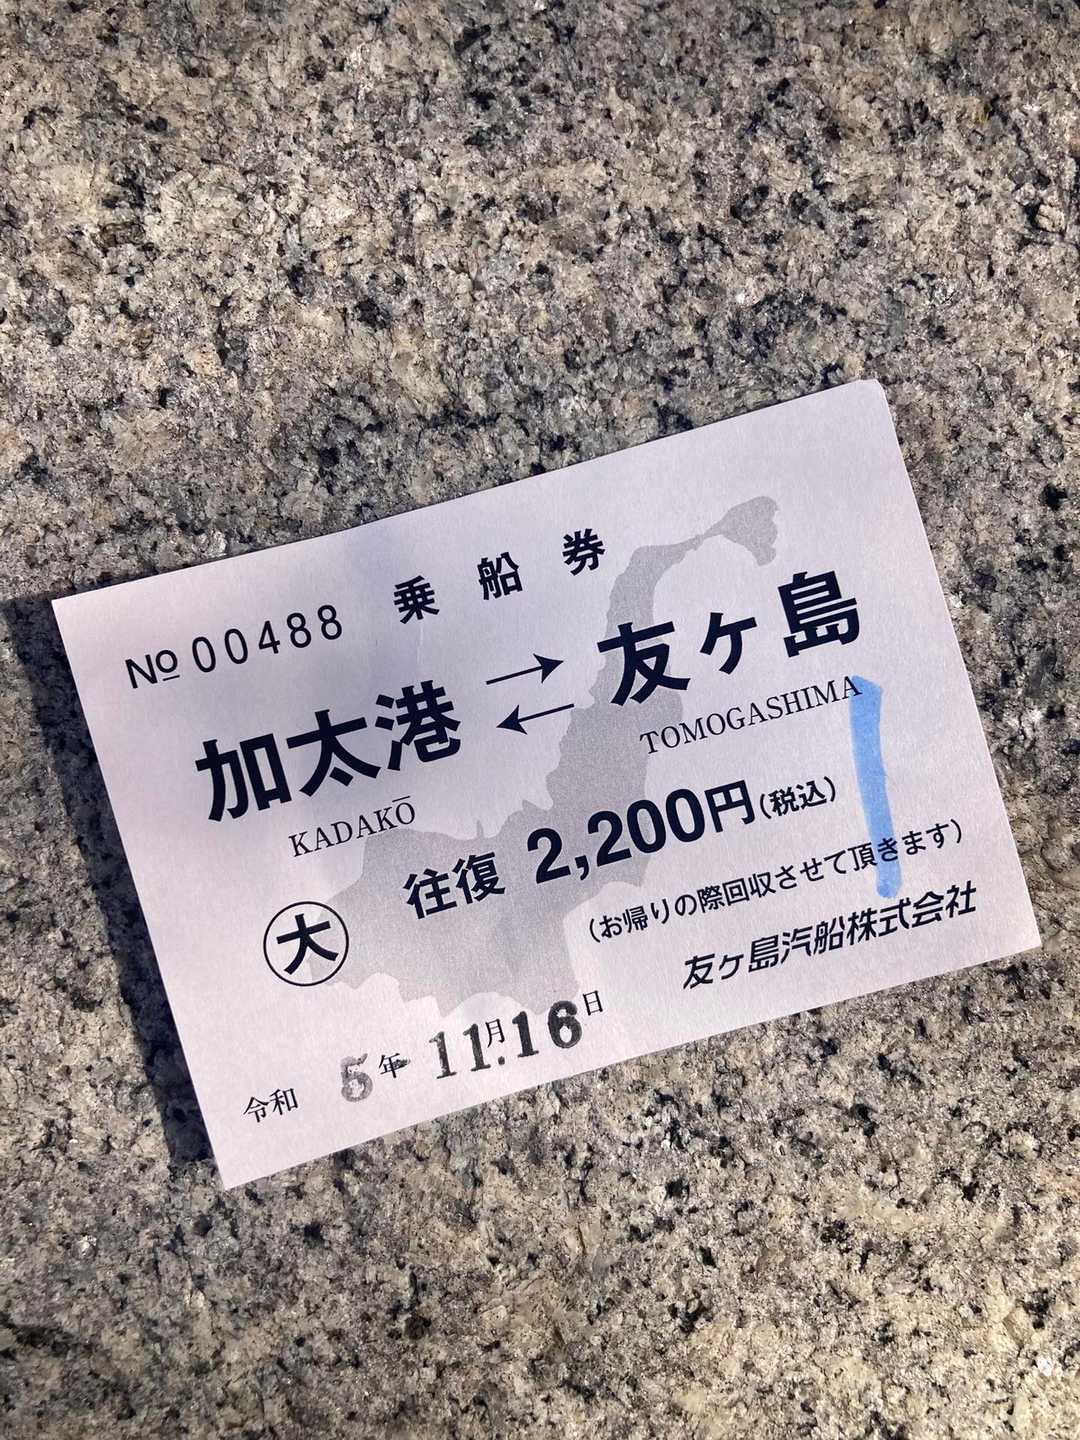 № 00488 乗船券
加太港 ⇄ 友ヶ島
KADAKŌ TOMOGASHIMA
大 往復 2,200円(税込)
(お帰りの際回収させて頂きます)
友ヶ島汽船株式会社
令和 5年 11月.16日